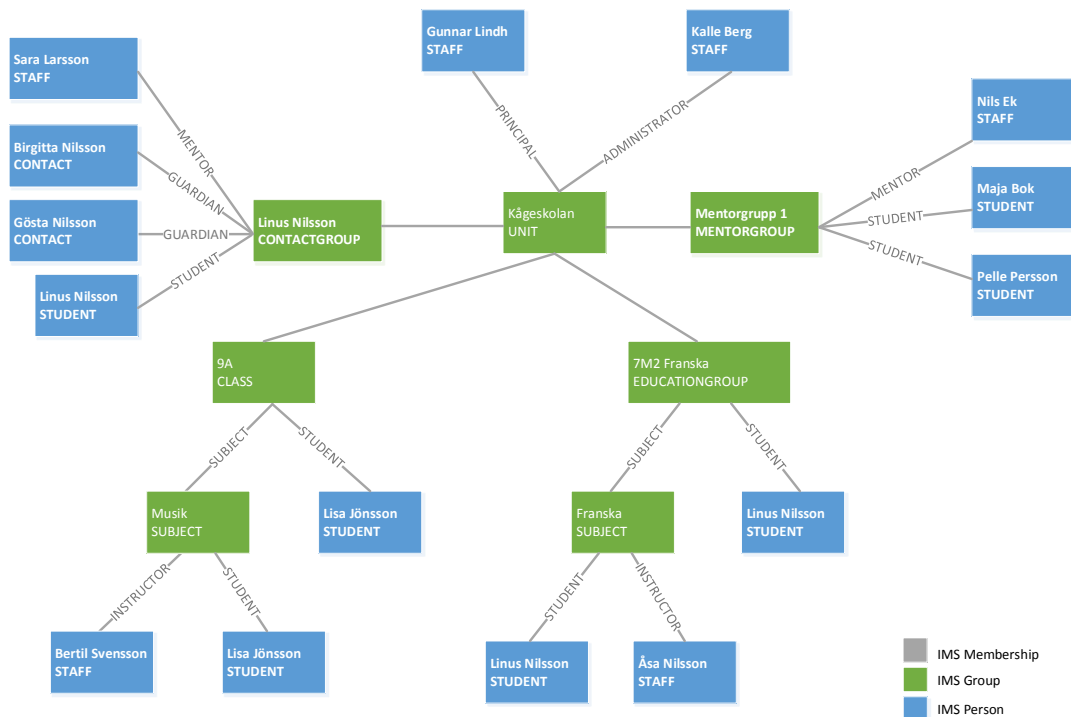 Gunnar Lindh
STAFF
Kalle Berg
STAFF
Sara Larsson
STAFF
Nils Ek
STAFF
PRINCIPAL
ADMINISTRATOR
Birgitta Nilsson
CONTACT
MENTOR
GUARDIAN
MENTOR
Maja Bok
STUDENT
STUDENT
Gösta Nilsson
CONTACT
GUARDIAN
Linus Nilsson
CONTACTGROUP
Kågeskolan
UNIT
Mentorgrupp 1
MENTORGROUP
STUDENT
STUDENT
Pelle Persson
STUDENT
Linus Nilsson
STUDENT
9A
CLASS
7M2 Franska
EDUCATIONGROUP
SUBJECT
STUDENT
SUBJECT
STUDENT
Musik
SUBJECT
Lisa Jönsson
STUDENT
Franska
SUBJECT
Linus Nilsson
STUDENT
INSTRUCTOR
STUDENT
STUDENT
INSTRUCTOR
Bertil Svensson
STAFF
Lisa Jönsson
STUDENT
Linus Nilsson
STUDENT
Åsa Nilsson
STAFF
IMS Membership
IMS Group
IMS Person